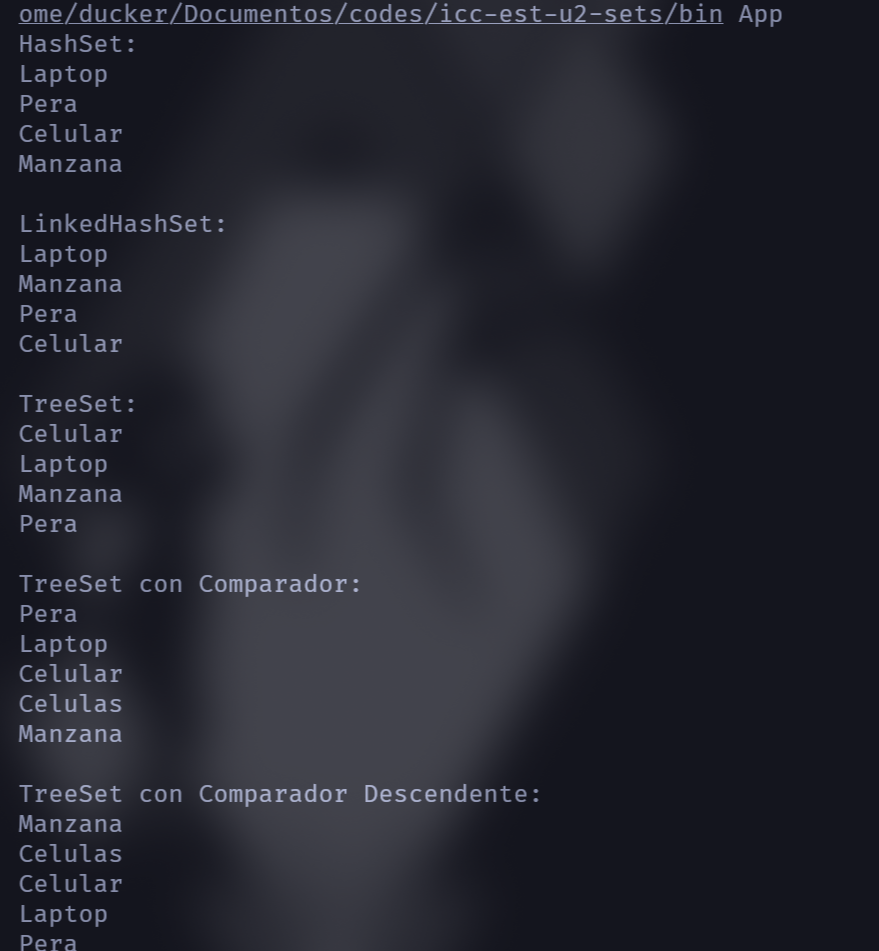 ome/ducker/Documentos/codes/icc-est-u2-sets/bin App
HashSet:
Laptop
Pera
Celular
Manzana
LinkedHashSet:
Laptop
Manzana
Pera
Celular
TreeSet:
Celular
Laptop
Manzana
Pera
TreeSet con Comparador:
Pera
Laptop
Celular
Celulas
Manzana
TreeSet con Comparador Descendente:
Manzana
Celulas
Celular
Laptop
Pera